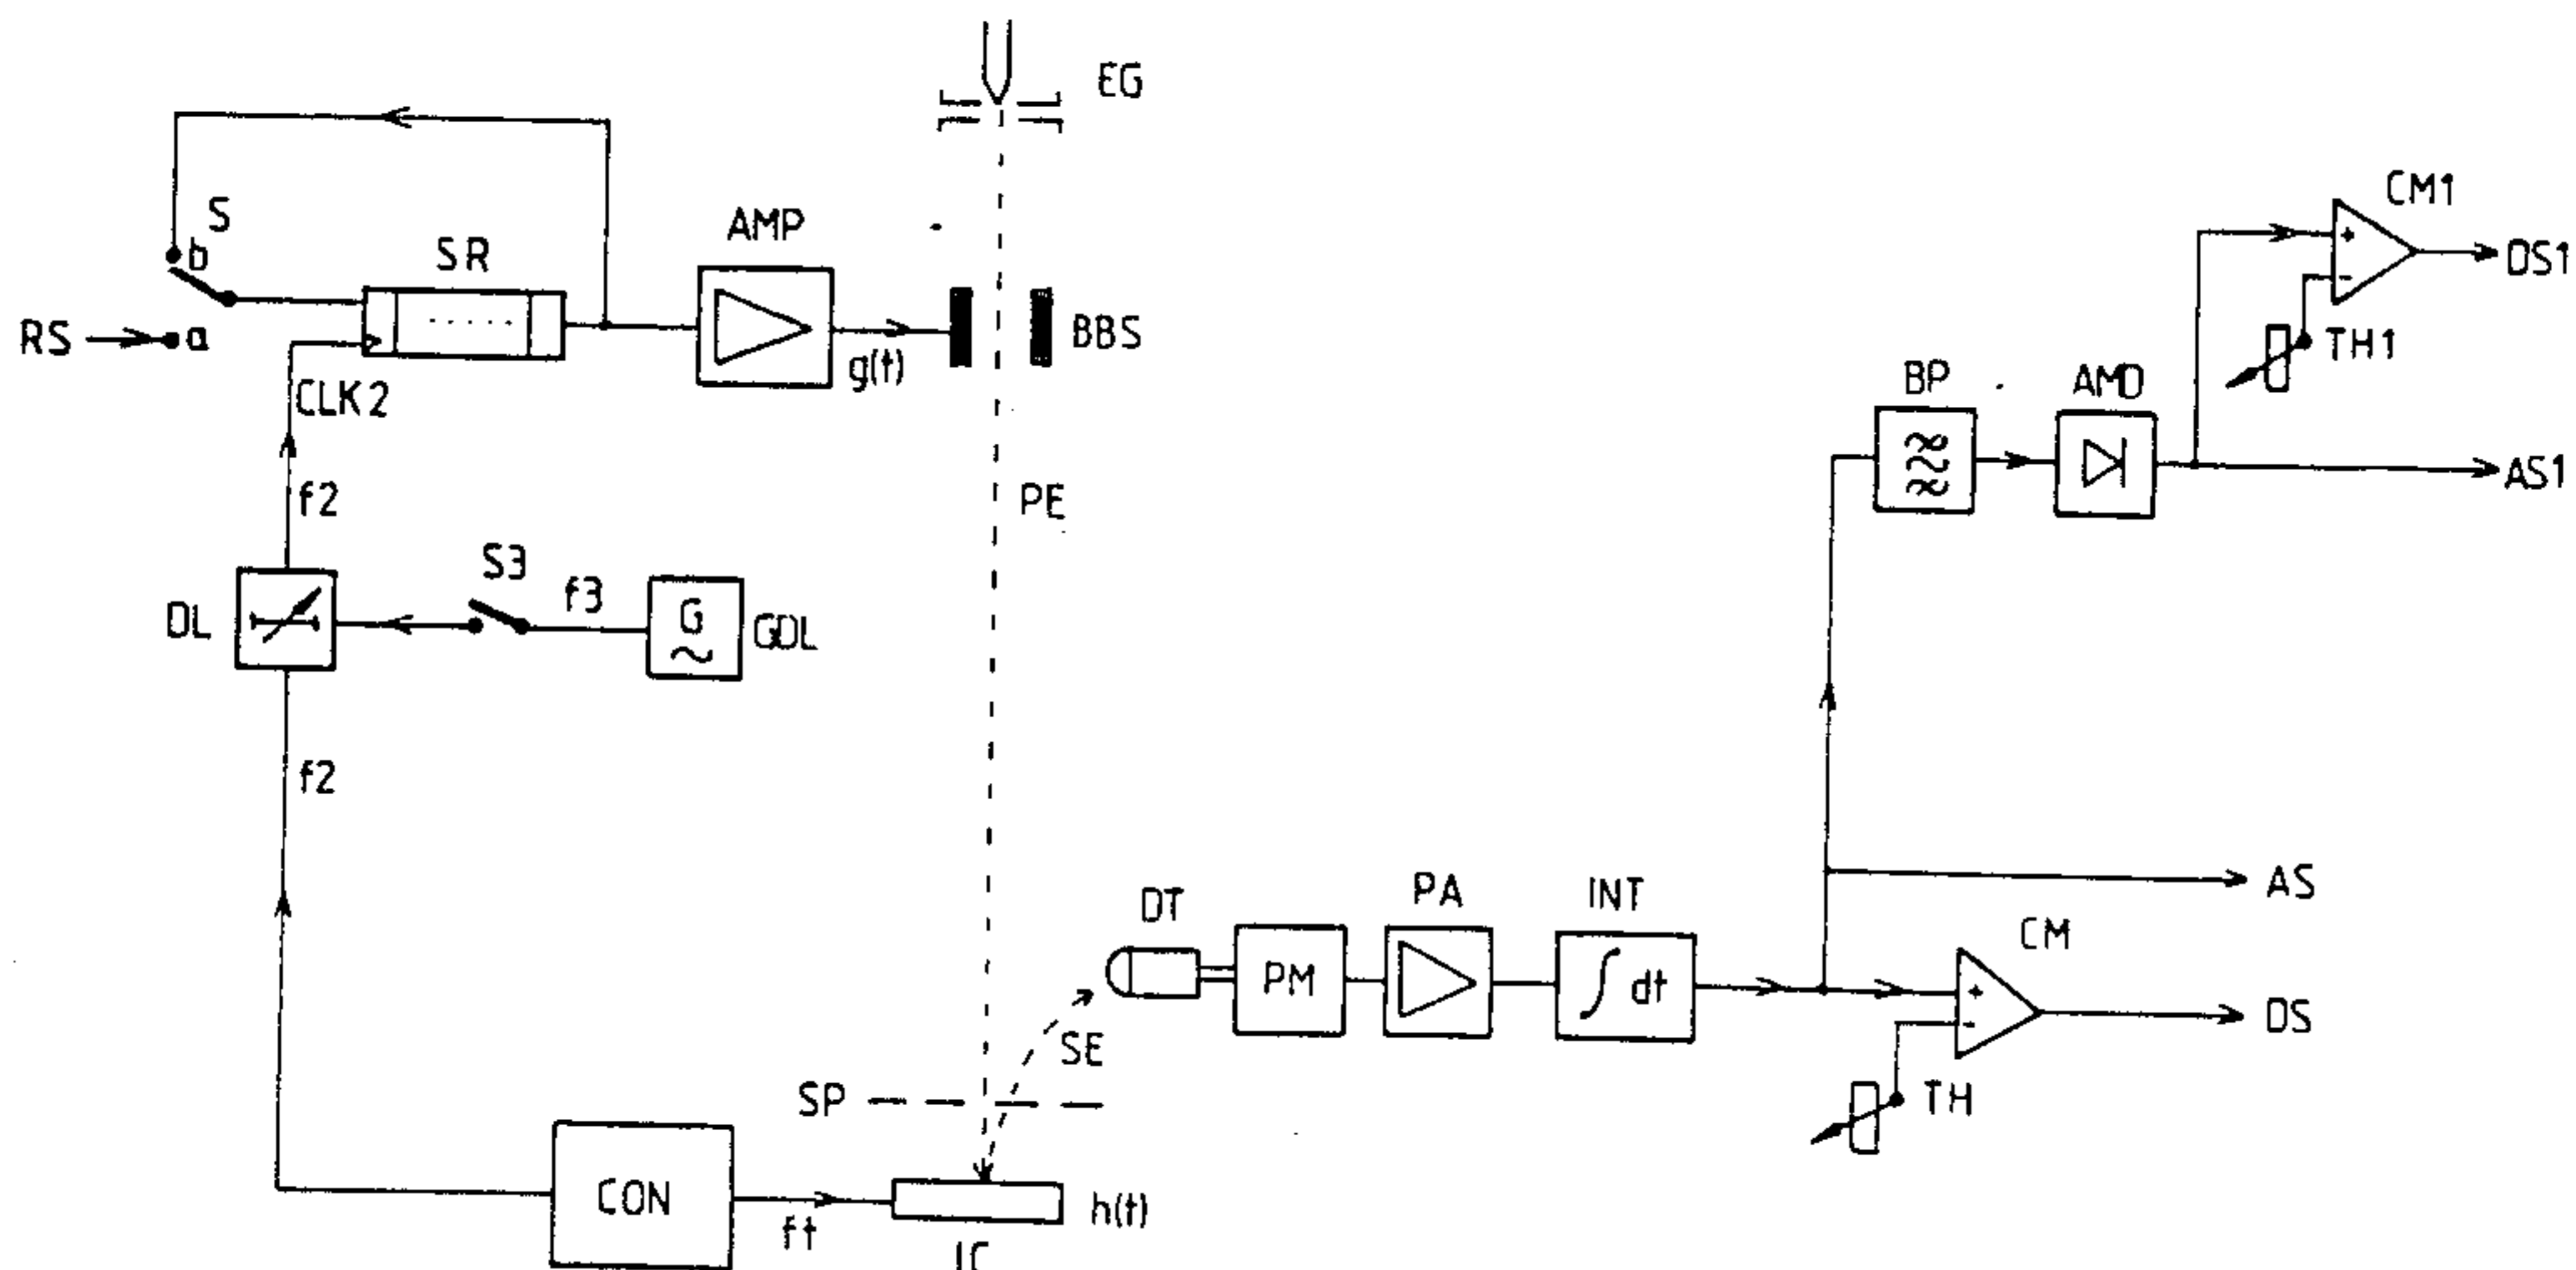 EG
S
b
SR
AMP
CM1
+
-
DS1
RS
a
g(t)
BBS
TH1
CLK2
BP
AMD
f2
PE
AS1
DL
S3
f3
G
GDL
f2
DT
PA
INT
AS
CM
PM
∫ dt
+
-
DS
SE
SP
TH
CON
ft
h(t)
IC